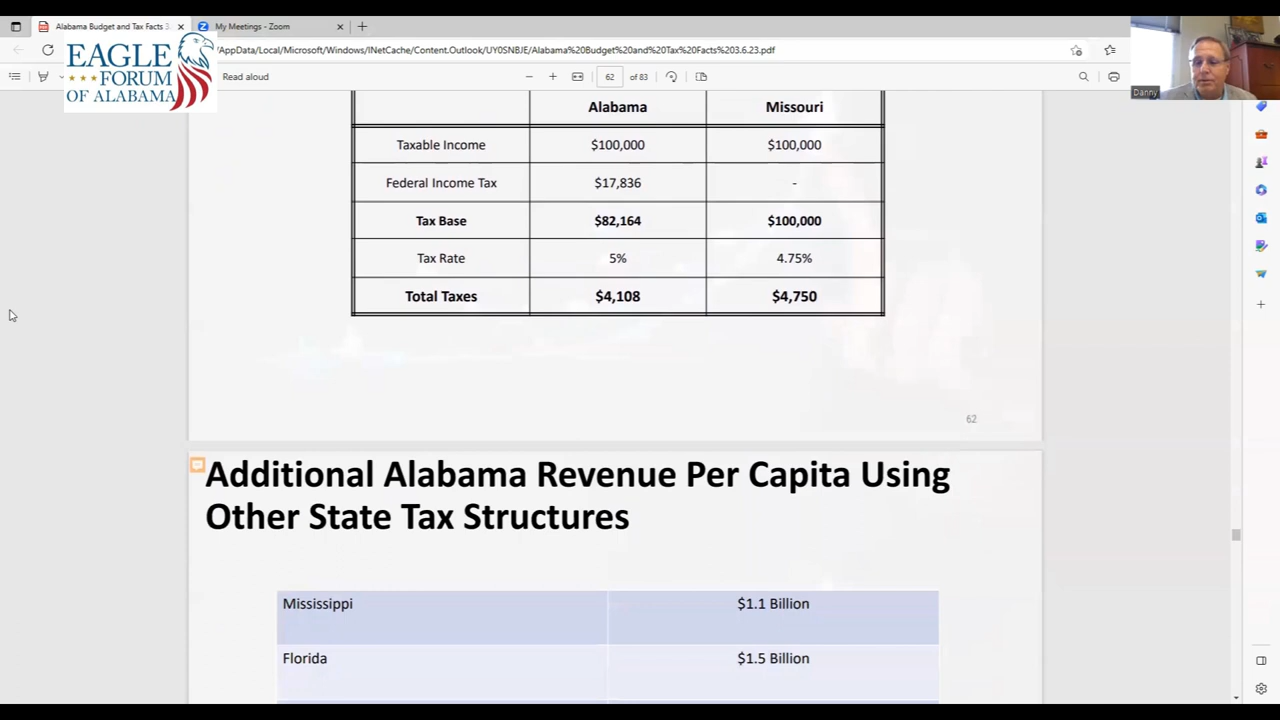 Alabama Budget and Tax Facts 3
My Meetings - Zoom
/AppData/Local/Microsoft/Windows/INetCache/Content.Outlook/UY0SNBJE/Alabama%20Budget%20and%20Tax%20Facts%203.6.23.pdf
EAGLE
FORUM
OF ALABAMA
Read aloud
62 of 83
Danny
Alabama Missouri
Taxable Income $100,000 $100,000
Federal Income Tax $17,836 -
Tax Base $82,164 $100,000
Tax Rate 5% 4.75%
Total Taxes $4,108 $4,750
62
Additional Alabama Revenue Per Capita Using
Other State Tax Structures
Mississippi $1.1 Billion
Florida $1.5 Billion